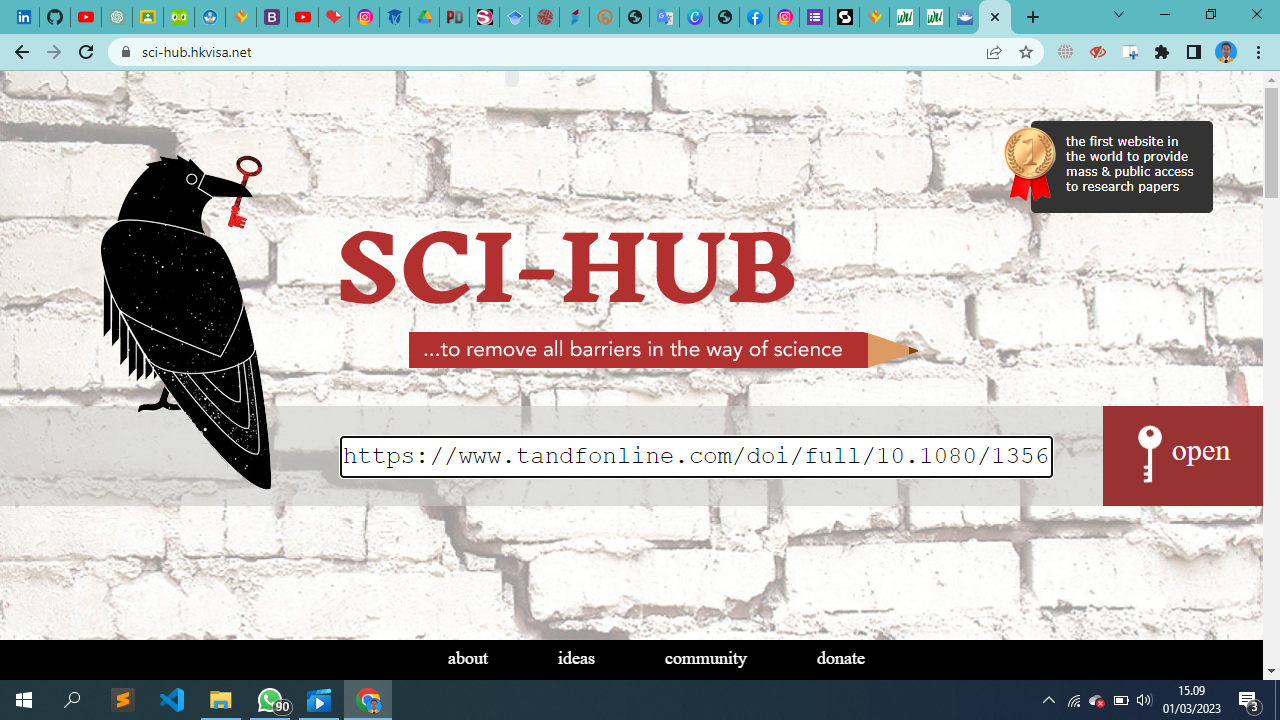 sci-hub.hkvisa.net
the first website in
the world to provide
mass & public access
to research papers
SCI-HUB
...to remove all barriers in the way of science
https://www.tandfonline.com/doi/full/10.1080/1356
open
about ideas community donate
90
15.09
01/03/2023
3